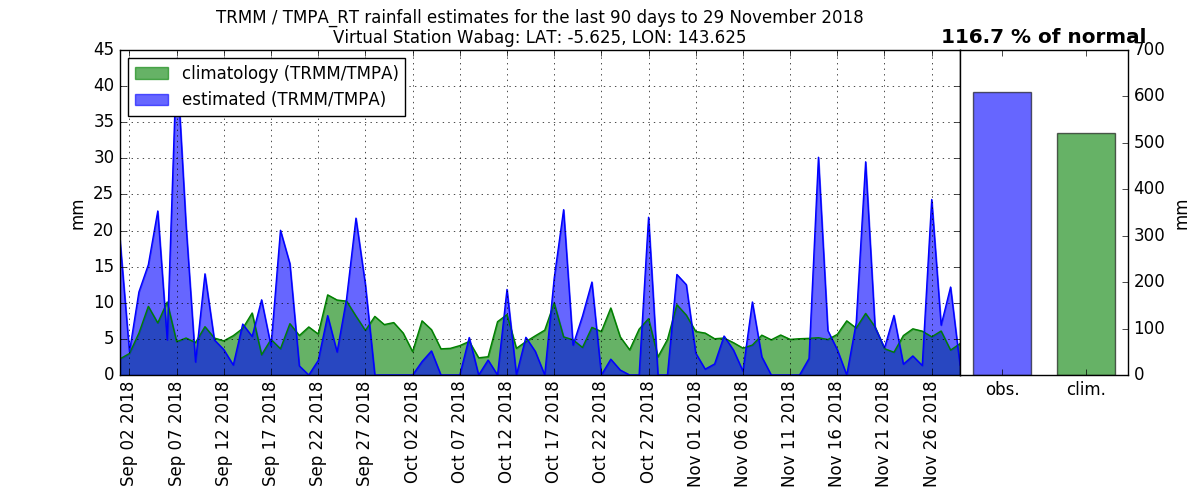 TRMM / TMPA_RT rainfall estimates for the last 90 days to 29 November 2018
Virtual Station Wabag: LAT: -5.625, LON: 143.625
116.7 % of normal
climatology (TRMM/TMPA)
estimated (TRMM/TMPA)
45
40
35
30
25
20
15
10
5
0
mm
700
600
500
400
300
200
100
0
mm
Sep 02 2018
Sep 07 2018
Sep 12 2018
Sep 17 2018
Sep 22 2018
Sep 27 2018
Oct 02 2018
Oct 07 2018
Oct 12 2018
Oct 17 2018
Oct 22 2018
Oct 27 2018
Nov 01 2018
Nov 06 2018
Nov 11 2018
Nov 16 2018
Nov 21 2018
Nov 26 2018
obs.
clim.